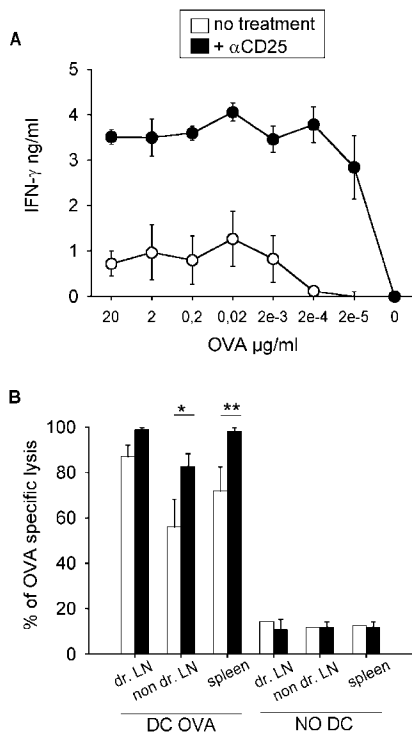 no treatment
+ αCD25
A
IFN-γ ng/ml
5
4
3
2
1
0
20 2 0,2 0,02 2e-3 2e-4 2e-5 0
OVA µg/ml
B
% of OVA specific lysis
100
80
60
40
20
0
* **
dr. LN non dr. LN spleen dr. LN non dr. LN spleen
DC OVA NO DC